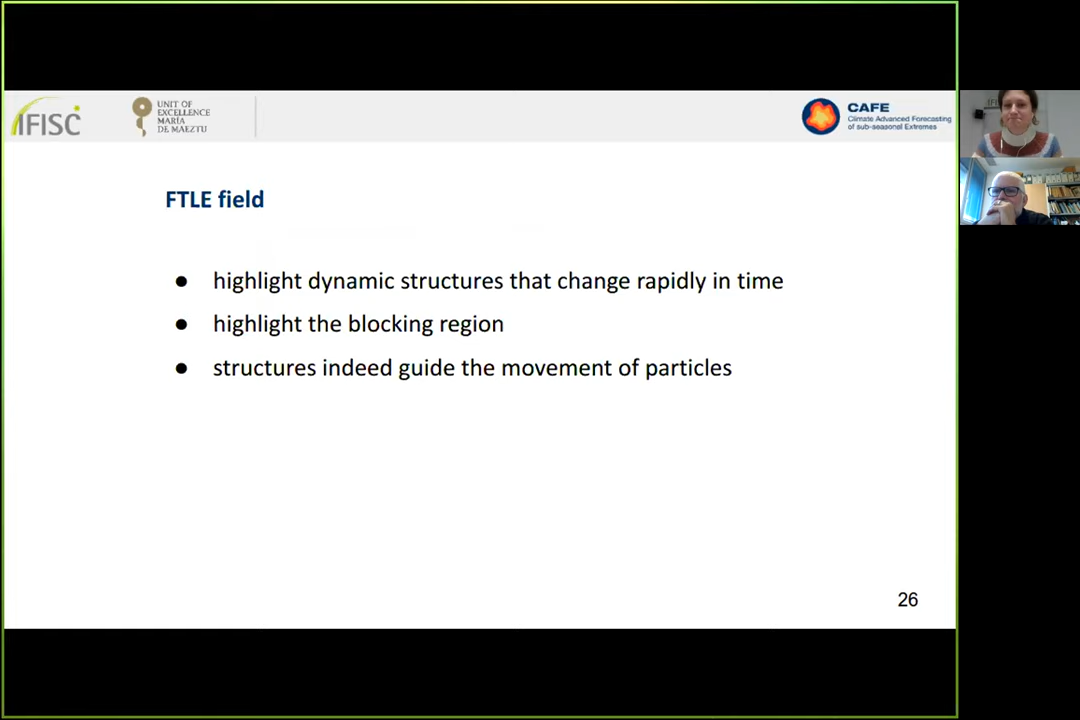 IFISC
UNIT OF
EXCELLENCE
MARÍA
DE MAEZTU
CAFE
Climate Advanced Forecasting
of sub-seasonal Extremes
FTLE field
● highlight dynamic structures that change rapidly in time
● highlight the blocking region
● structures indeed guide the movement of particles
26